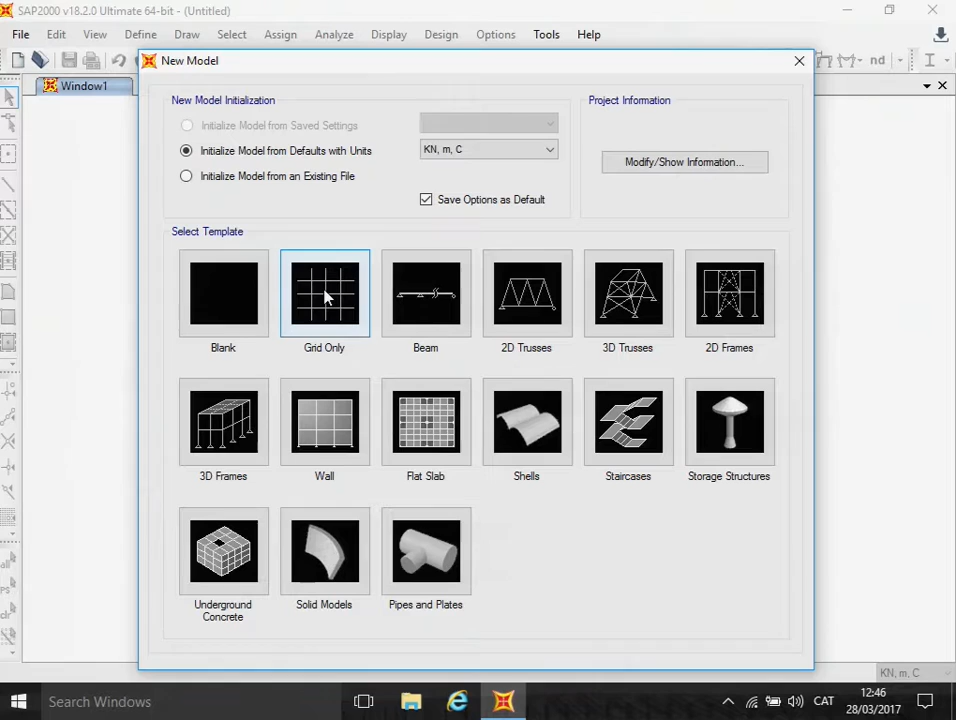 SAP2000 v18.2.0 Ultimate 64-bit - (Untitled)
File Edit View Define Draw Select Assign Analyze Display Design Options Tools Help
nd
Window1
New Model
New Model Initialization
Initialize Model from Saved Settings
Initialize Model from Defaults with Units
KN, m, C
Initialize Model from an Existing File
Save Options as Default
Project Information
Modify/Show Information...
Select Template
Blank Grid Only Beam 2D Trusses 3D Trusses 2D Frames
3D Frames Wall Flat Slab Shells Staircases Storage Structures
Underground
Concrete
Solid Models Pipes and Plates
all
PS
clr
KN, m, C
Search Windows
CAT
12:46
28/03/2017